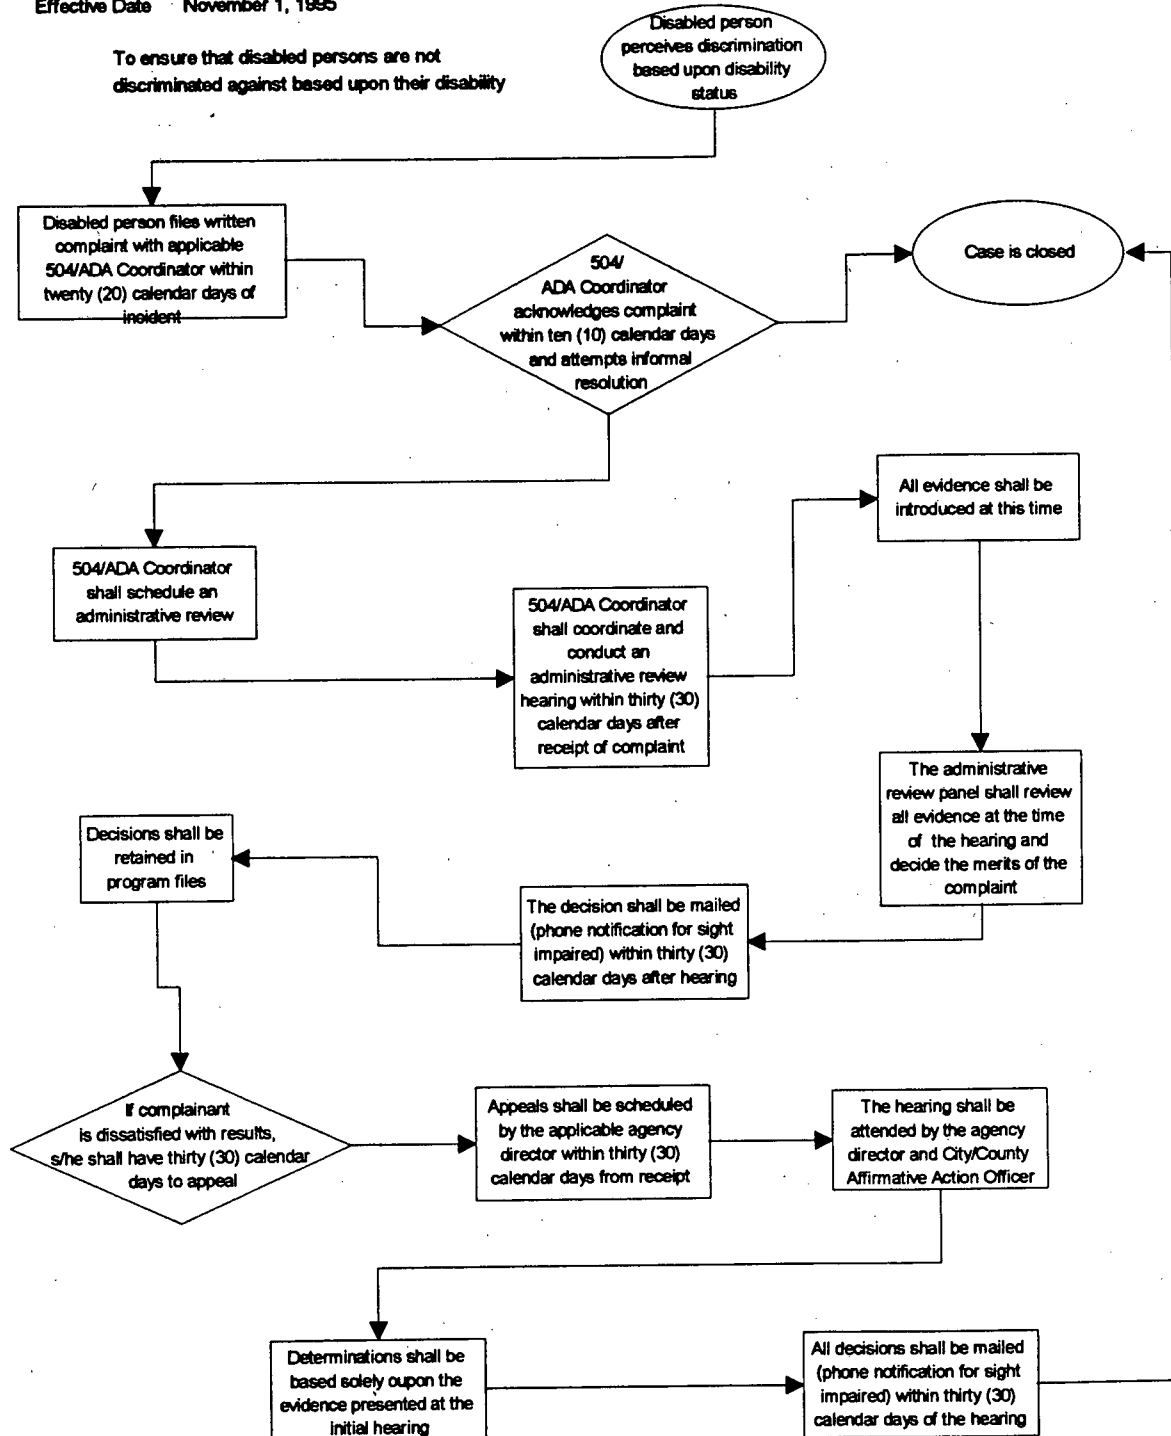 Effective Date November 1, 1995
To ensure that disabled persons are not
discriminated against based upon their disability
Disabled person
perceives discrimination
based upon disability
status
Disabled person files written
complaint with applicable
504/ADA Coordinator within
twenty (20) calendar days of
incident
504/
ADA Coordinator
acknowledges complaint
within ten (10) calendar days
and attempts informal
resolution
Case is closed
504/ADA Coordinator
shall schedule an
administrative review
504/ADA Coordinator
shall coordinate and
conduct an
administrative review
hearing within thirty (30)
calendar days after
receipt of complaint
All evidence shall be
introduced at this time
The administrative
review panel shall review
all evidence at the time
of the hearing and
decide the merits of the
complaint
The decision shall be mailed
(phone notification for sight
impaired) within thirty (30)
calendar days after hearing
Decisions shall be
retained in
program files
If complainant
is dissatisfied with results,
s/he shall have thirty (30) calendar
days to appeal
Appeals shall be scheduled
by the applicable agency
director within thirty (30)
calendar days from receipt
The hearing shall be
attended by the agency
director and City/County
Affirmative Action Officer
Determinations shall be
based solely oupon the
evidence presented at the
initial hearing
All decisions shall be mailed
(phone notification for sight
impaired) within thirty (30)
calendar days of the hearing